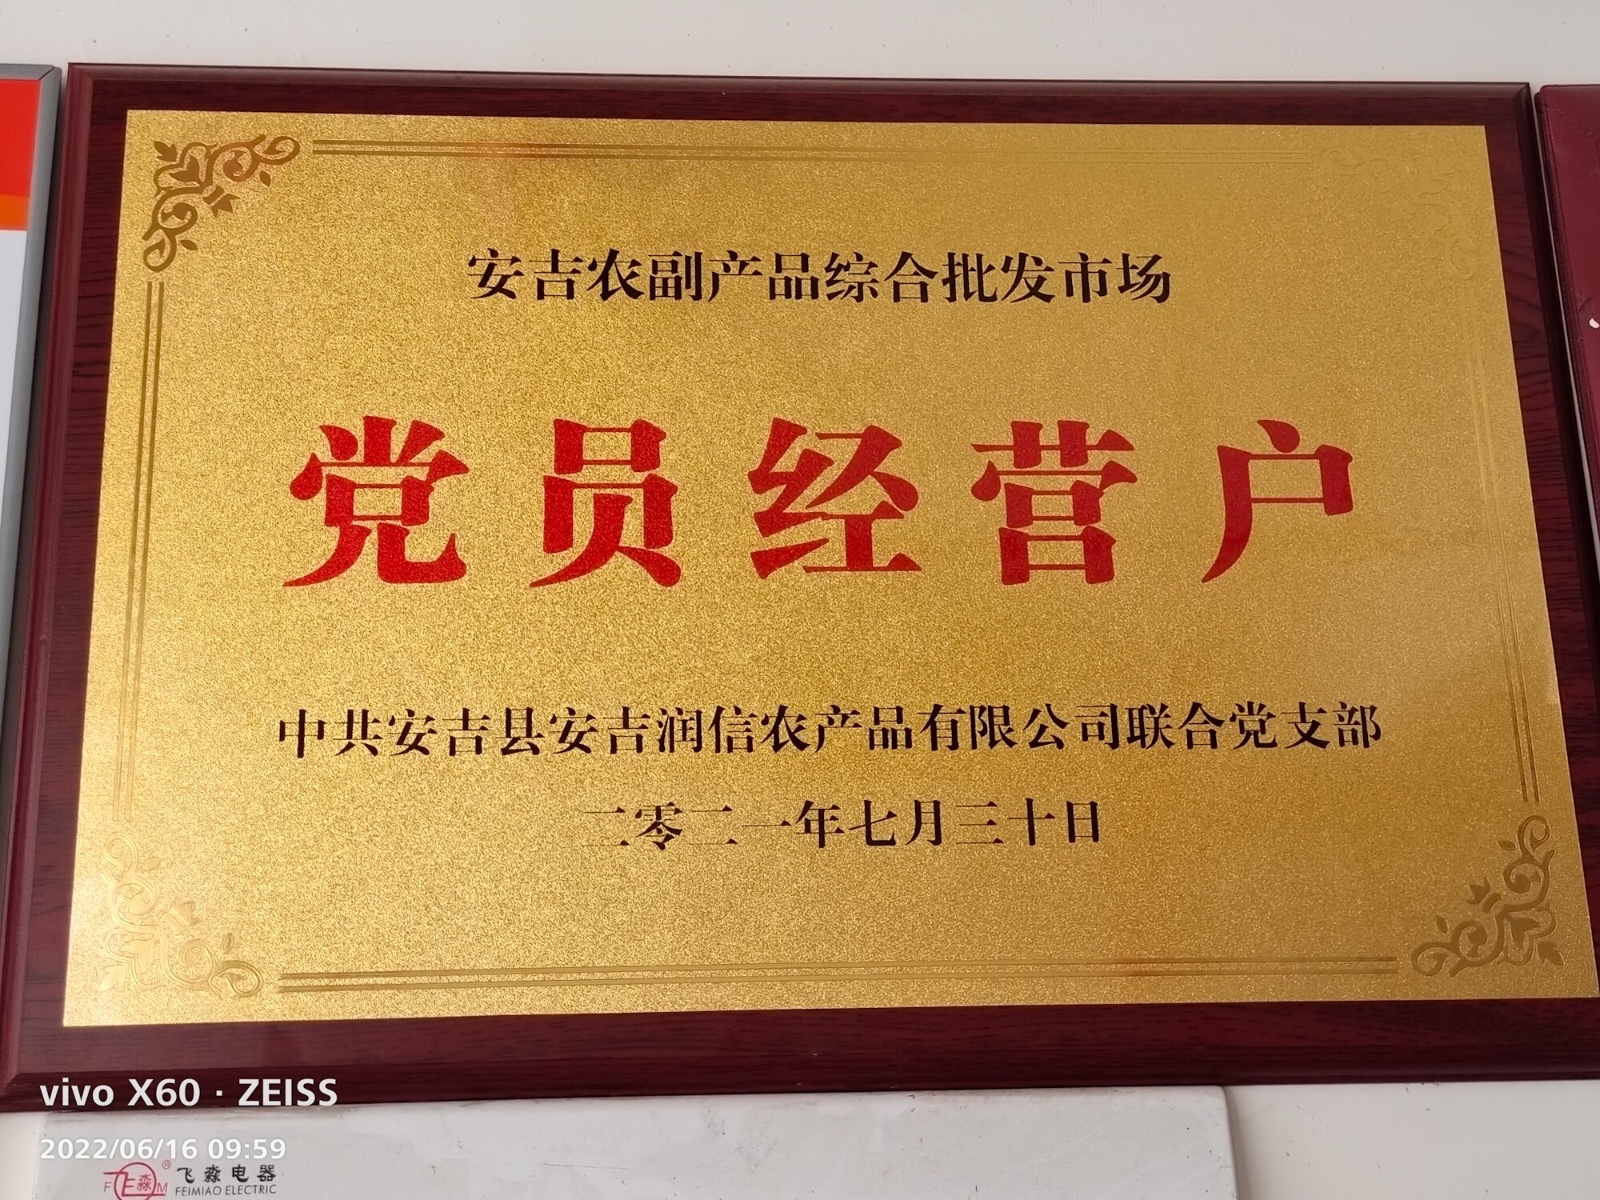 安吉农副产品综合批发市场
党员经营户
中共安吉县安吉润信农产品有限公司联合党支部
二零二一年七月三十日
vivo X60 · ZEISS
2022/06/16 09:59
FEM
飞淼电器
FEIMIAO ELECTRIC